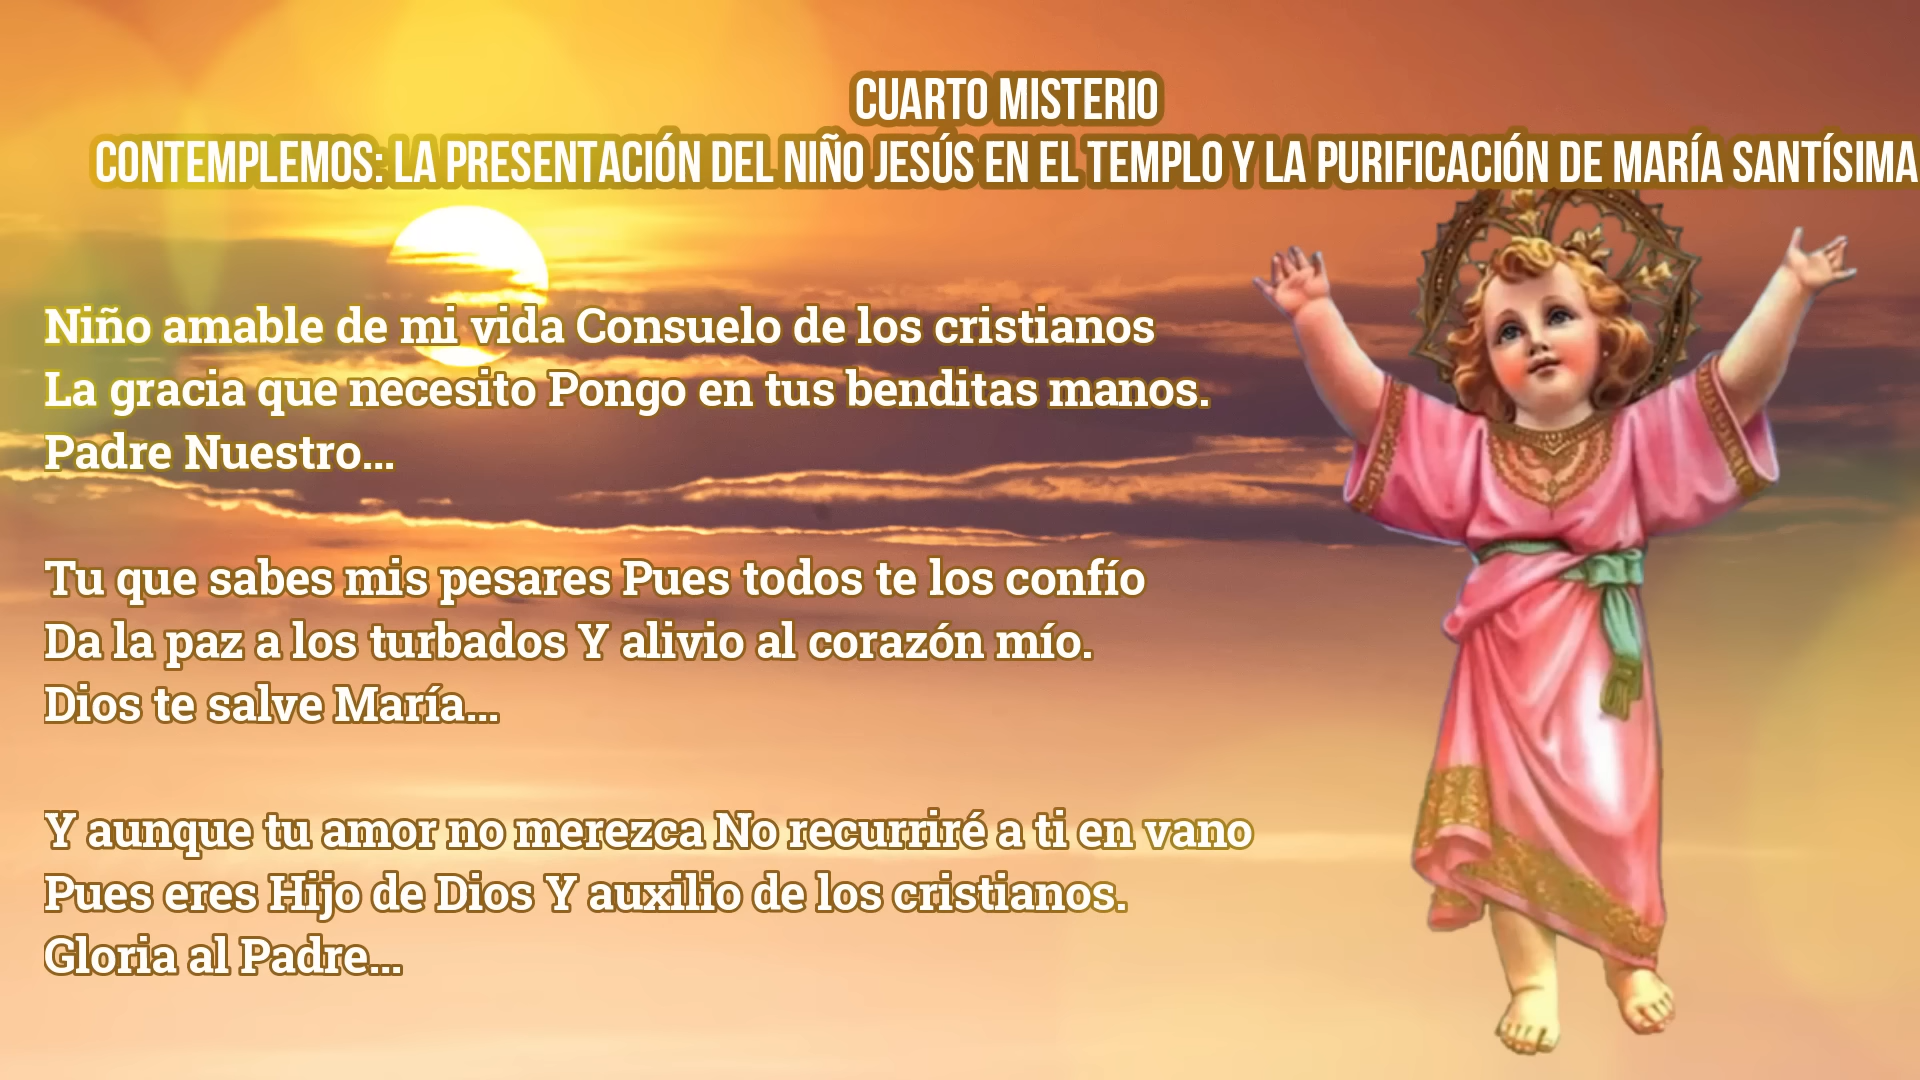 CUARTO MISTERIO
CONTEMPLEMOS: LA PRESENTACIÓN DEL NIÑO JESÚS EN EL TEMPLO Y LA PURIFICACIÓN DE MARÍA SANTÍSIMA
Niño amable de mi vida Consuelo de los cristianos
La gracia que necesito Pongo en tus benditas manos.
Padre Nuestro...
Tu que sabes mis pesares Pues todos te los confío
Da la paz a los turbados Y alivio al corazón mío.
Dios te salve María...
Y aunque tu amor no merezca No recurriré a ti en vano
Pues eres Hijo de Dios Y auxilio de los cristianos.
Gloria al Padre...